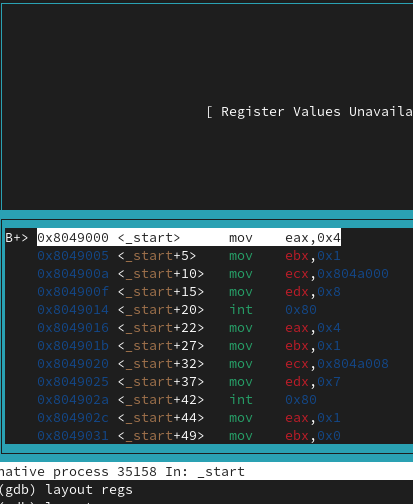 [ Register Values Unavaila
B+> 0x8049000 <_start> mov eax,0x4
0x8049005 <_start+5> mov ebx,0x1
0x804900a <_start+10> mov ecx,0x804a000
0x804900f <_start+15> mov edx,0x8
0x8049014 <_start+20> int 0x80
0x8049016 <_start+22> mov eax,0x4
0x804901b <_start+27> mov ebx,0x1
0x8049020 <_start+32> mov ecx,0x804a008
0x8049025 <_start+37> mov edx,0x7
0x804902a <_start+42> int 0x80
0x804902c <_start+44> mov eax,0x1
0x8049031 <_start+49> mov ebx,0x0
native process 35158 In: _start
(gdb) layout regs